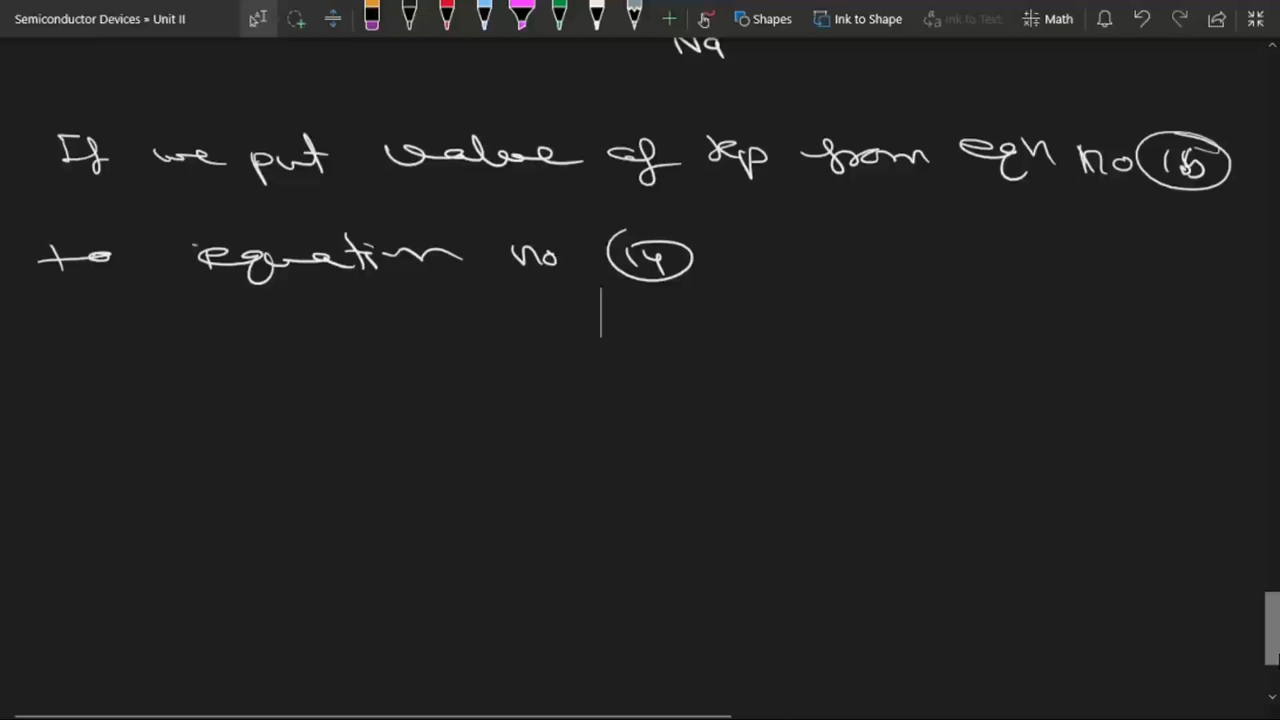 Semiconductor Devices » Unit II
Shapes
Ink to Shape
Ink to Text
Math
Na
If we put value of xp from eqn no 15
to equation no 14